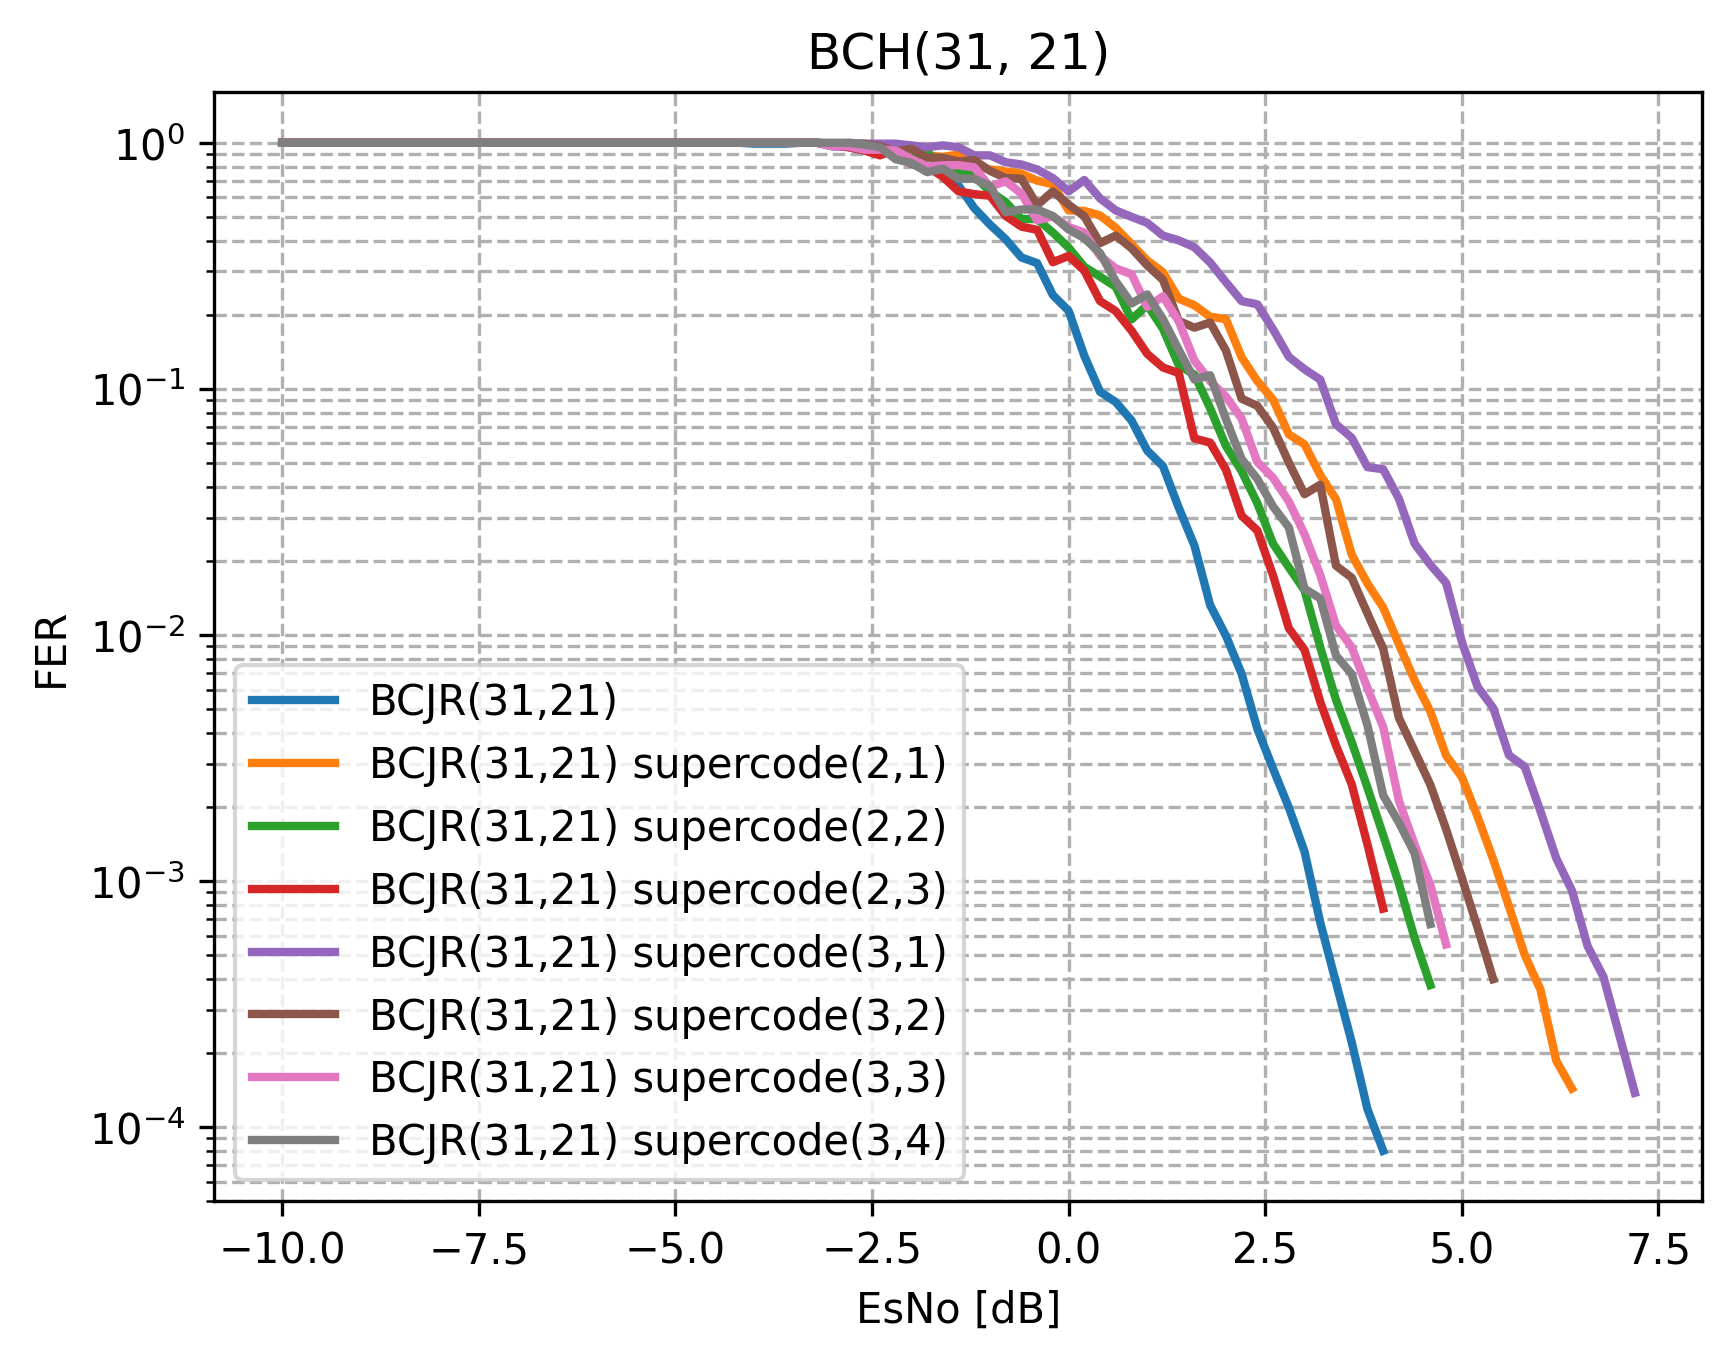 BCH(31, 21)
FER
10⁰
10⁻¹
10⁻²
10⁻³
10⁻⁴
BCJR(31,21)
BCJR(31,21) supercode(2,1)
BCJR(31,21) supercode(2,2)
BCJR(31,21) supercode(2,3)
BCJR(31,21) supercode(3,1)
BCJR(31,21) supercode(3,2)
BCJR(31,21) supercode(3,3)
BCJR(31,21) supercode(3,4)
−10.0 −7.5 −5.0 −2.5 0.0 2.5 5.0 7.5
EsNo [dB]